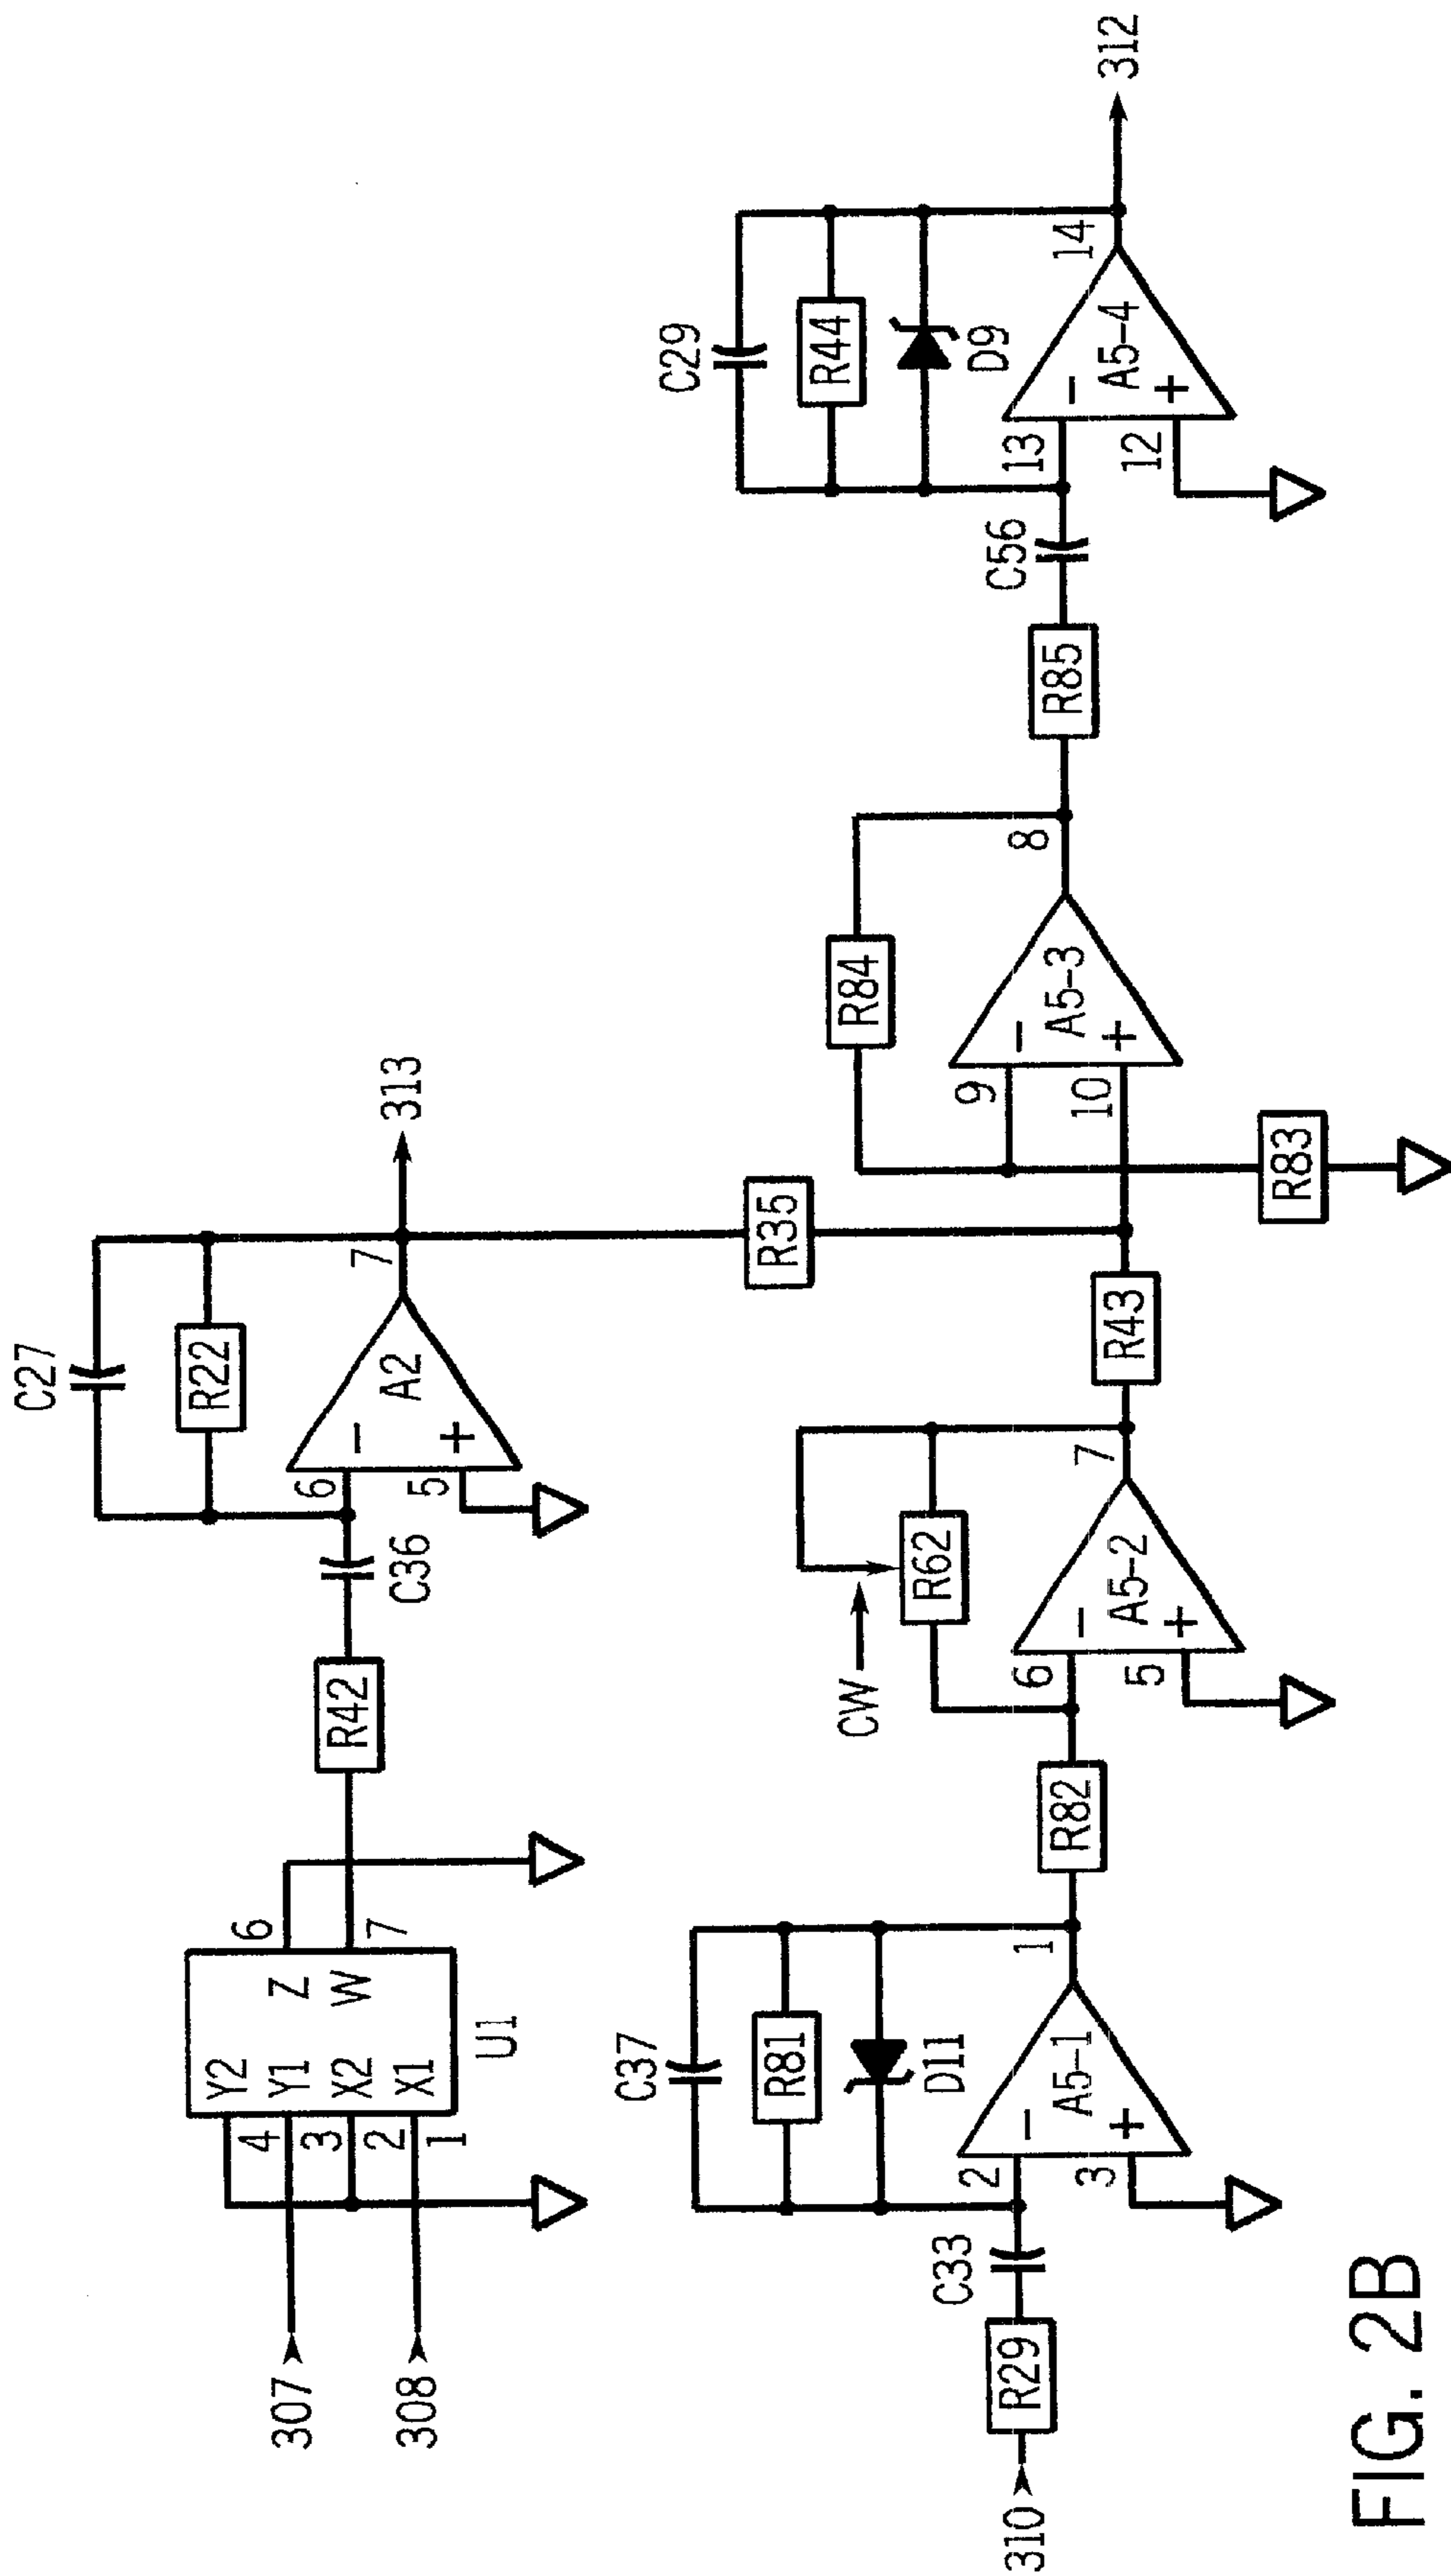 C27
R22
A2
−
+
6
5
7
313
C36
R42
Y2
Y1
X2
X1
Z
W
U1
4
3
2
1
6
7
307
308
R35
C37
R81
D11
A5-1
−
+
2
3
1
C33
R29
310
R82
CW
R62
A5-2
−
+
6
5
7
R43
R84
A5-3
−
+
9
10
8
R83
R85
C56
C29
R44
D9
A5-4
−
+
13
12
14
312
FIG. 2B